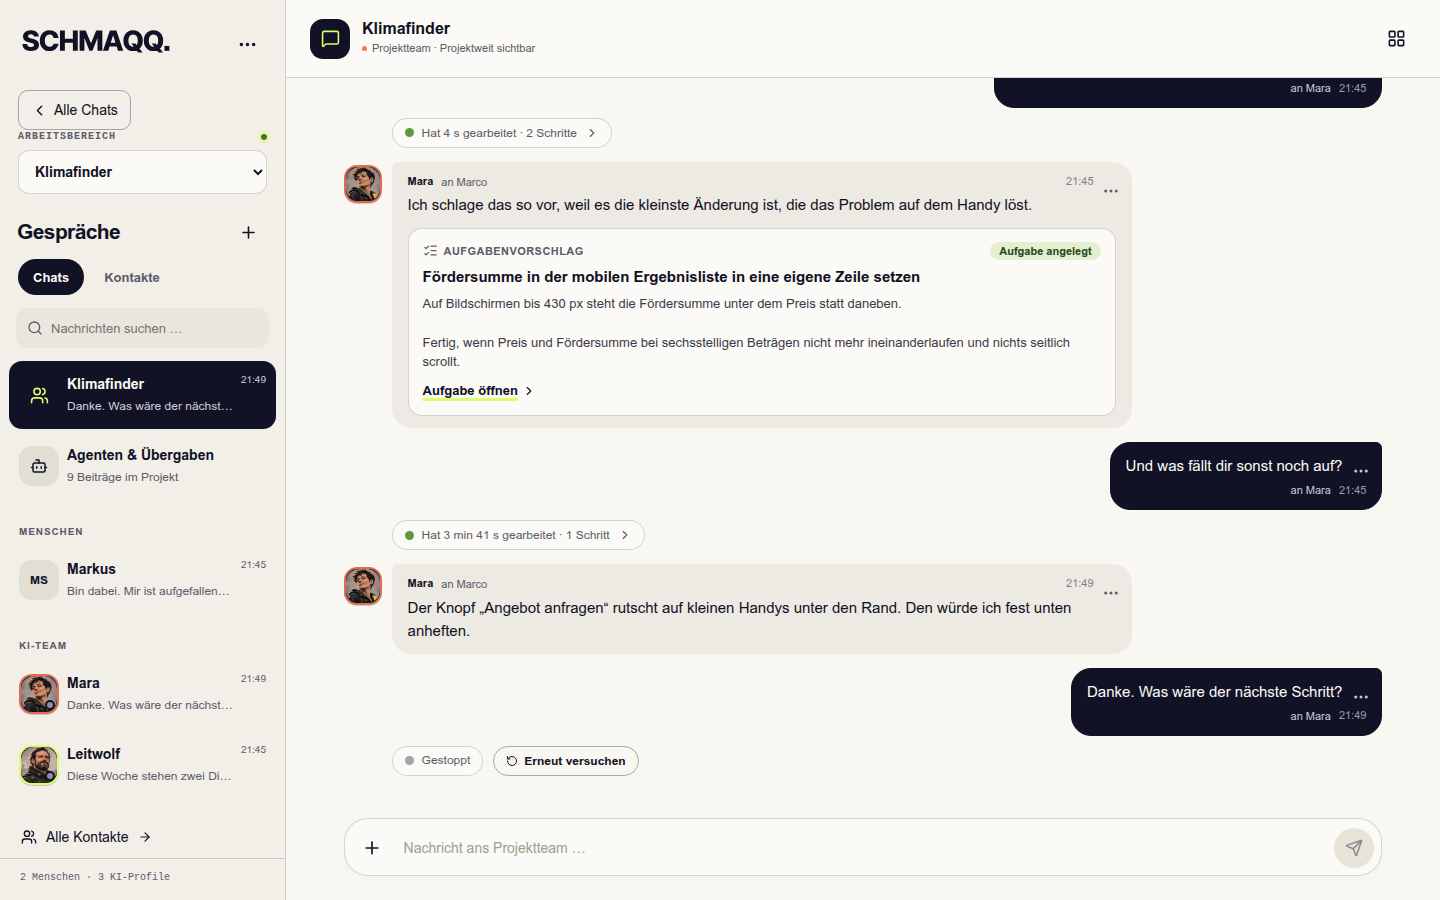 SCHMAQQ.
Alle Chats
ARBEITSBEREICH
Klimafinder
Gespräche
Chats
Kontakte
Nachrichten suchen …
Klimafinder
21:49
Danke. Was wäre der nächst…
Agenten & Übergaben
9 Beiträge im Projekt
MENSCHEN
MS
Markus
21:45
Bin dabei. Mir ist aufgefallen…
KI-TEAM
Mara
21:49
Danke. Was wäre der nächst…
Leitwolf
21:45
Diese Woche stehen zwei Di…
Alle Kontakte
2 Menschen · 3 KI-Profile
Klimafinder
Projektteam · Projektweit sichtbar
an Mara 21:45
Hat 4 s gearbeitet · 2 Schritte
Mara an Marco 21:45
Ich schlage das so vor, weil es die kleinste Änderung ist, die das Problem auf dem Handy löst.
AUFGABENVORSCHLAG
Aufgabe angelegt
Fördersumme in der mobilen Ergebnisliste in eine eigene Zeile setzen
Auf Bildschirmen bis 430 px steht die Fördersumme unter dem Preis statt daneben.
Fertig, wenn Preis und Fördersumme bei sechsstelligen Beträgen nicht mehr ineinanderlaufen und nichts seitlich
scrollt.
Aufgabe öffnen
Und was fällt dir sonst noch auf?
an Mara 21:45
Hat 3 min 41 s gearbeitet · 1 Schritt
Mara an Marco 21:49
Der Knopf „Angebot anfragen“ rutscht auf kleinen Handys unter den Rand. Den würde ich fest unten
anheften.
Danke. Was wäre der nächste Schritt?
an Mara 21:49
Gestoppt
Erneut versuchen
Nachricht ans Projektteam …